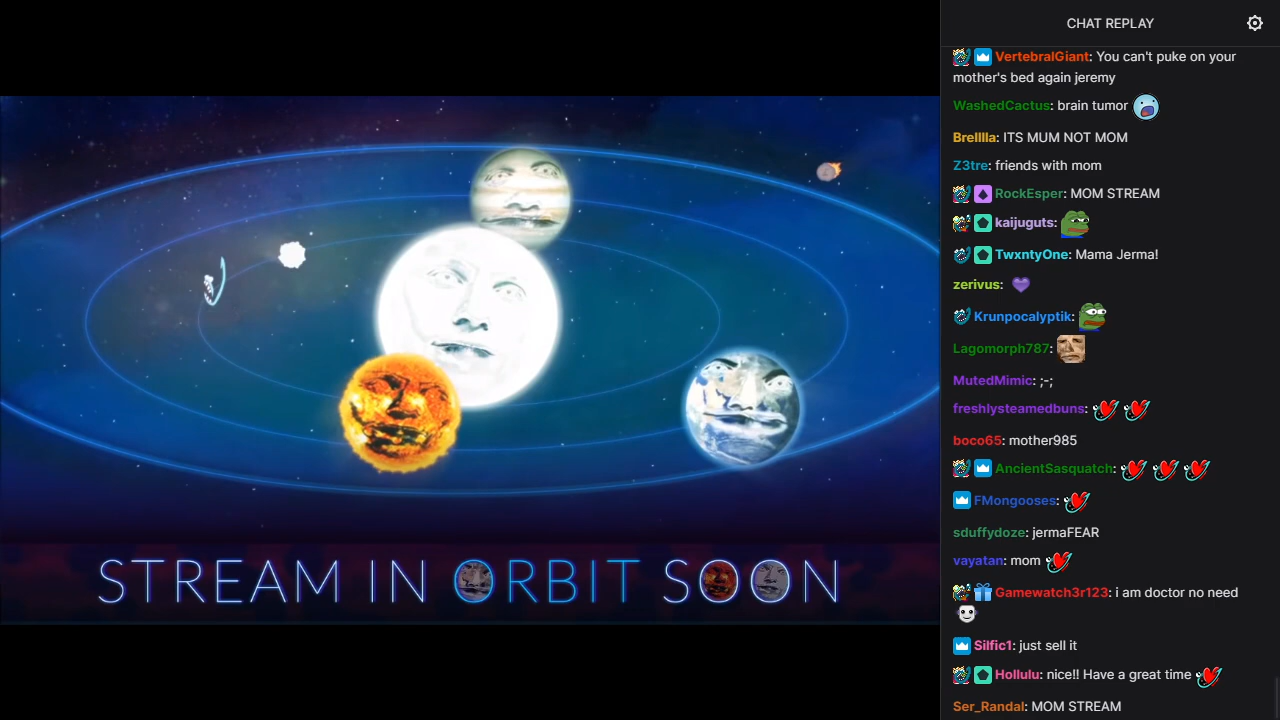 CHAT REPLAY
VertebralGiant: You can't puke on your
mother's bed again jeremy
WashedCactus: brain tumor
Brelllla: ITS MUM NOT MOM
Z3tre: friends with mom
RockEsper: MOM STREAM
kaijuguts:
TwxntyOne: Mama Jerma!
zerivus:
Krunpocalyptik:
Lagomorph787:
MutedMimic: ;-;
freshlysteamedbuns:
boco65: mother985
AncientSasquatch:
FMongooses:
sduffydoze: jermaFEAR
vayatan: mom
Gamewatch3r123: i am doctor no need
Silfic1: just sell it
Hollulu: nice!! Have a great time
Ser_Randal: MOM STREAM
STREAM IN ORBIT SOON